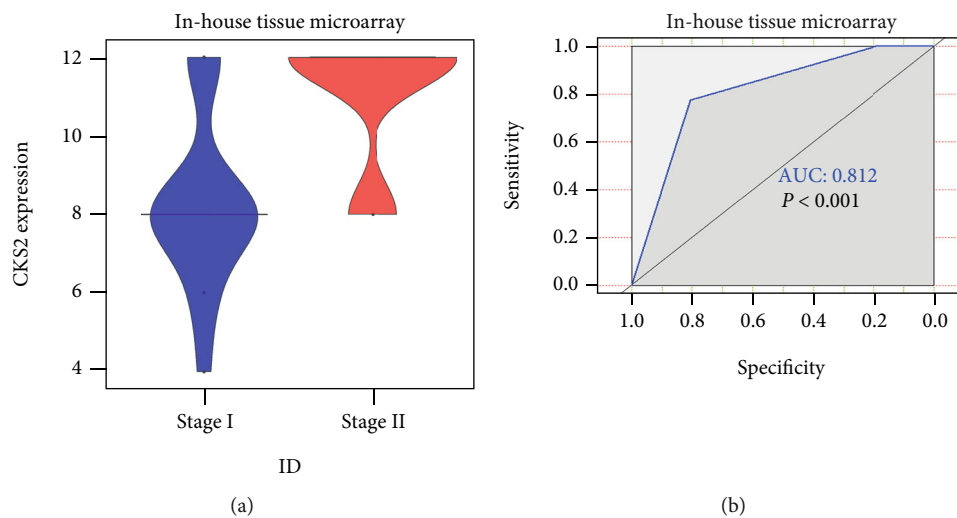 In-house tissue microarray
CKS2 expression
12
10
8
6
4
Stage I
Stage II
ID
(a)
In-house tissue microarray
Sensitivity
1.0
0.8
0.6
0.4
0.2
0.0
AUC: 0.812
P < 0.001
1.0
0.8
0.6
0.4
0.2
0.0
Specificity
(b)